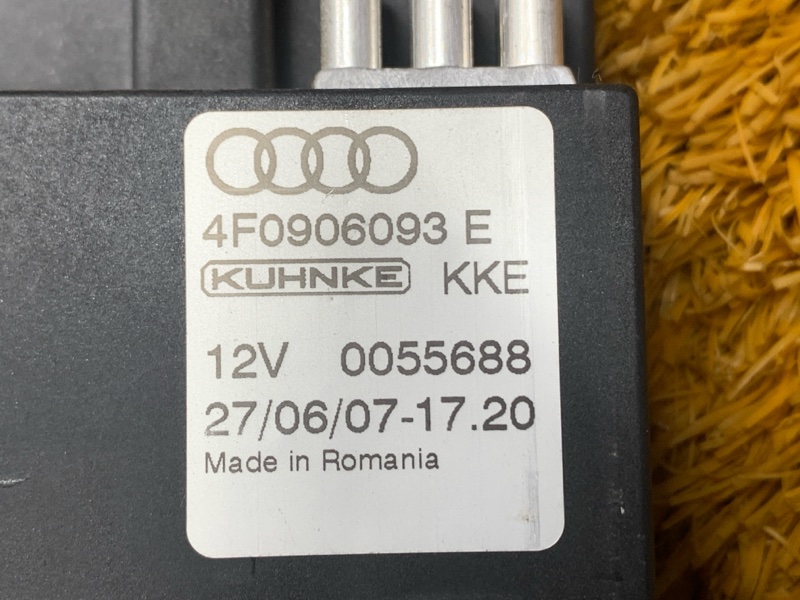 4F0906093 E
KUHNKE KKE
12V 0055688
27/06/07-17.20
Made in Romania